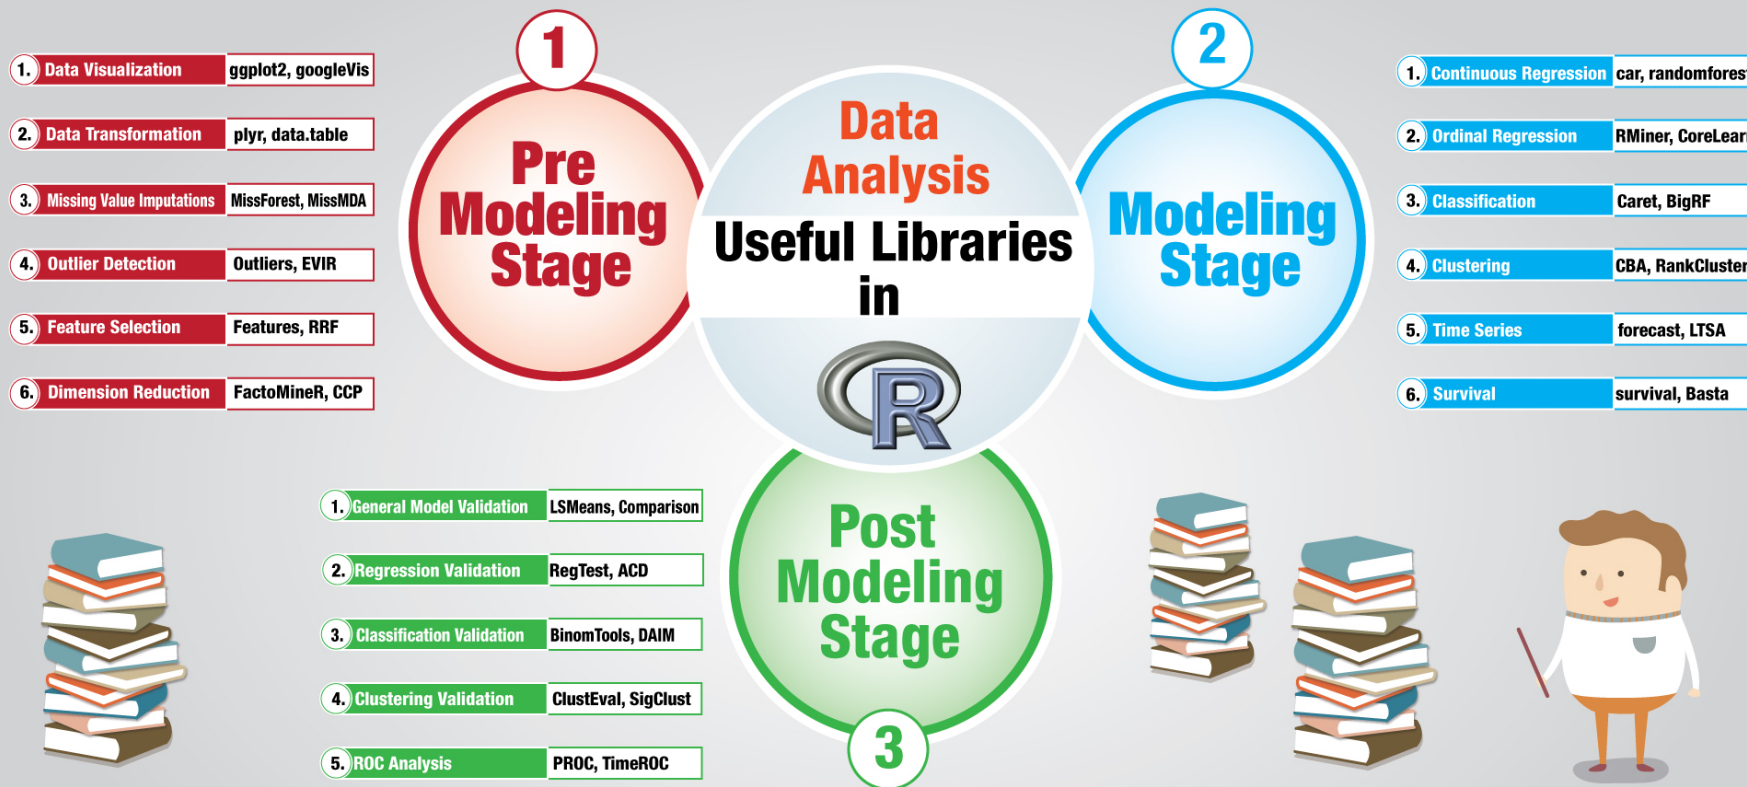 1
1. Data Visualization ggplot2, googleVis
2. Data Transformation plyr, data.table
3. Missing Value Imputations MissForest, MissMDA
4. Outlier Detection Outliers, EVIR
5. Feature Selection Features, RRF
6. Dimension Reduction FactoMineR, CCP
Pre
Modeling
Stage
Data
Analysis
Useful Libraries
in
R
2
Modeling
Stage
1. Continuous Regression car, randomforest
2. Ordinal Regression RMiner, CoreLearn
3. Classification Caret, BigRF
4. Clustering CBA, RankCluster
5. Time Series forecast, LTSA
6. Survival survival, Basta
1. General Model Validation LSMeans, Comparison
2. Regression Validation RegTest, ACD
3. Classification Validation BinomTools, DAIM
4. Clustering Validation ClustEval, SigClust
5. ROC Analysis PROC, TimeROC
Post
Modeling
Stage
3